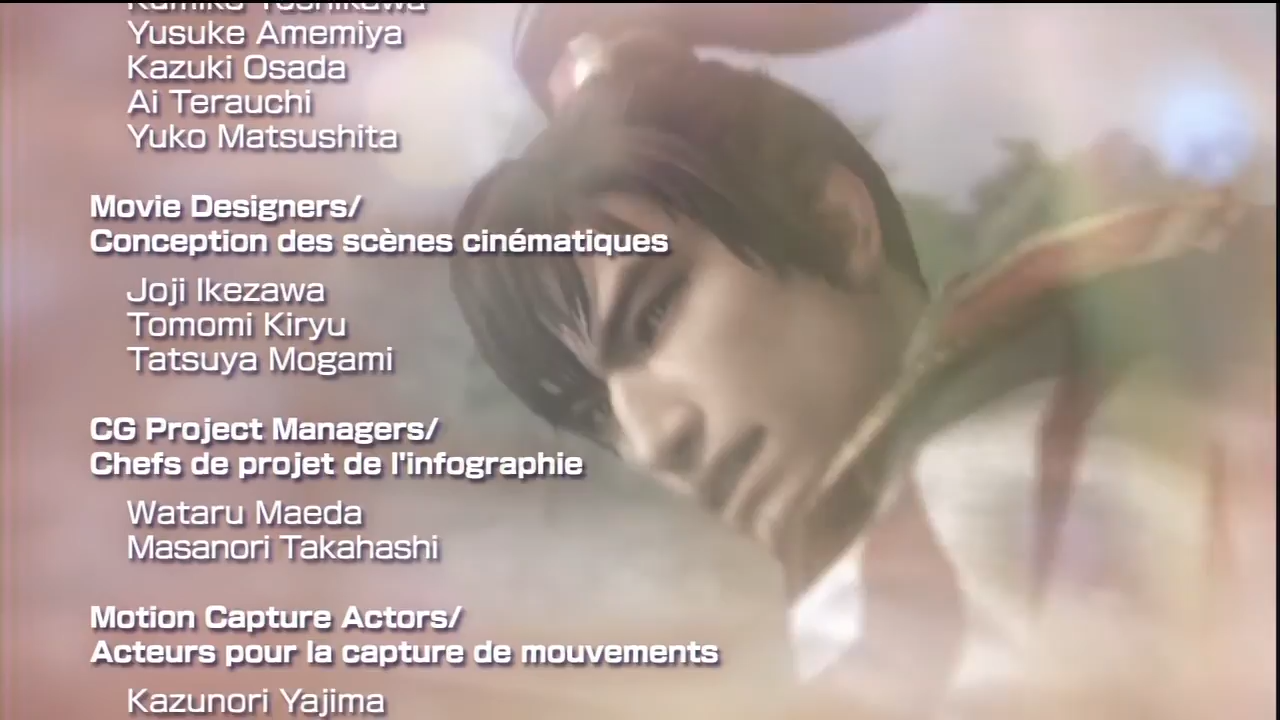 Kumiko Yoshikawa
Yusuke Amemiya
Kazuki Osada
Ai Terauchi
Yuko Matsushita
Movie Designers/
Conception des scènes cinématiques
Joji Ikezawa
Tomomi Kiryu
Tatsuya Mogami
CG Project Managers/
Chefs de projet de l'infographie
Wataru Maeda
Masanori Takahashi
Motion Capture Actors/
Acteurs pour la capture de mouvements
Kazunori Yajima